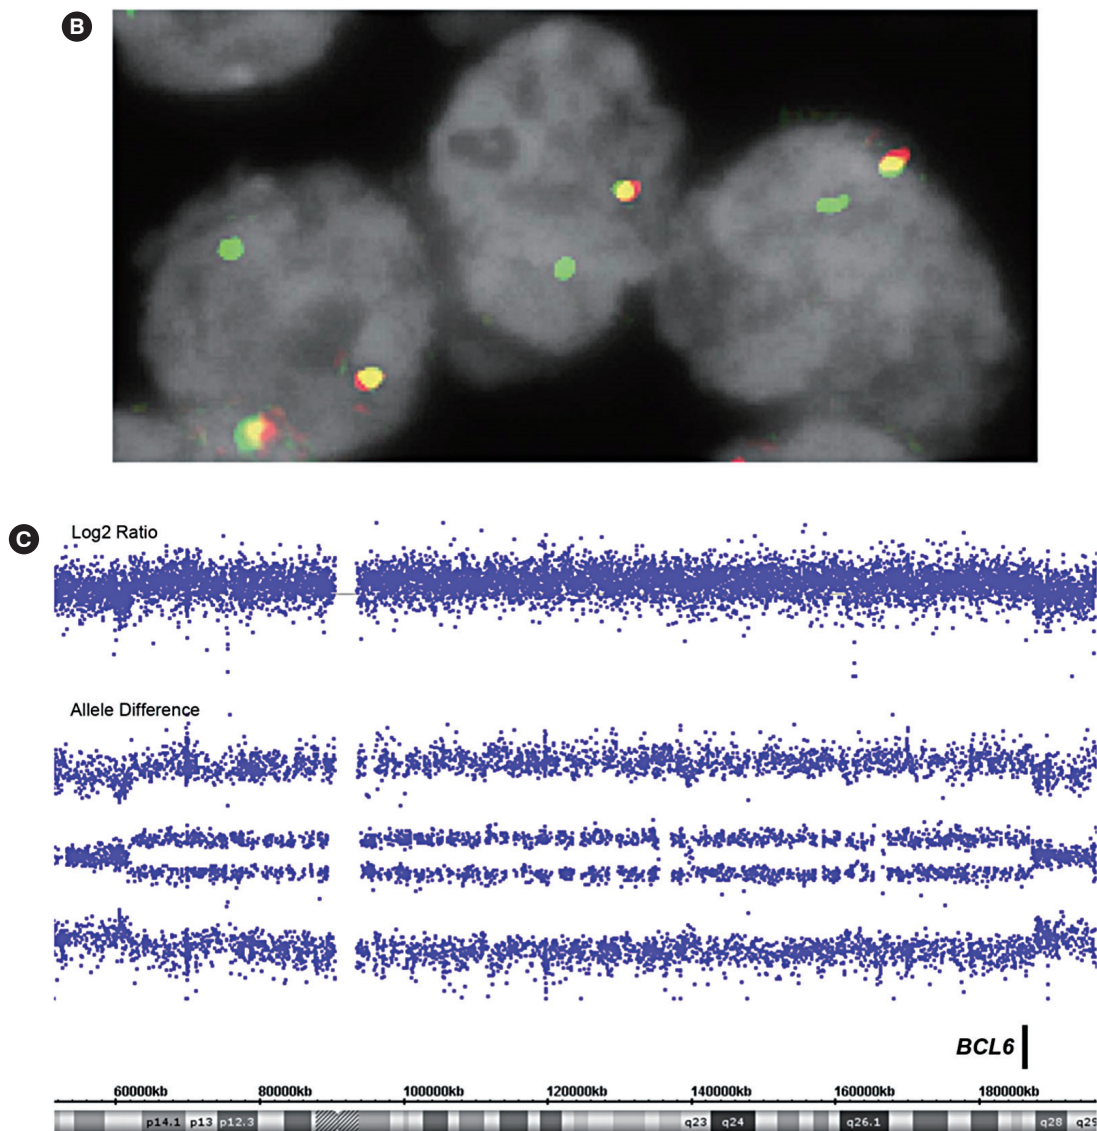 B
C
Log2 Ratio
Allele Difference
BCL6
60000kb 80000kb 100000kb 120000kb 140000kb 160000kb 180000kb
p14.1 p13 p12.3 q23 q24 q26.1 q28 q29